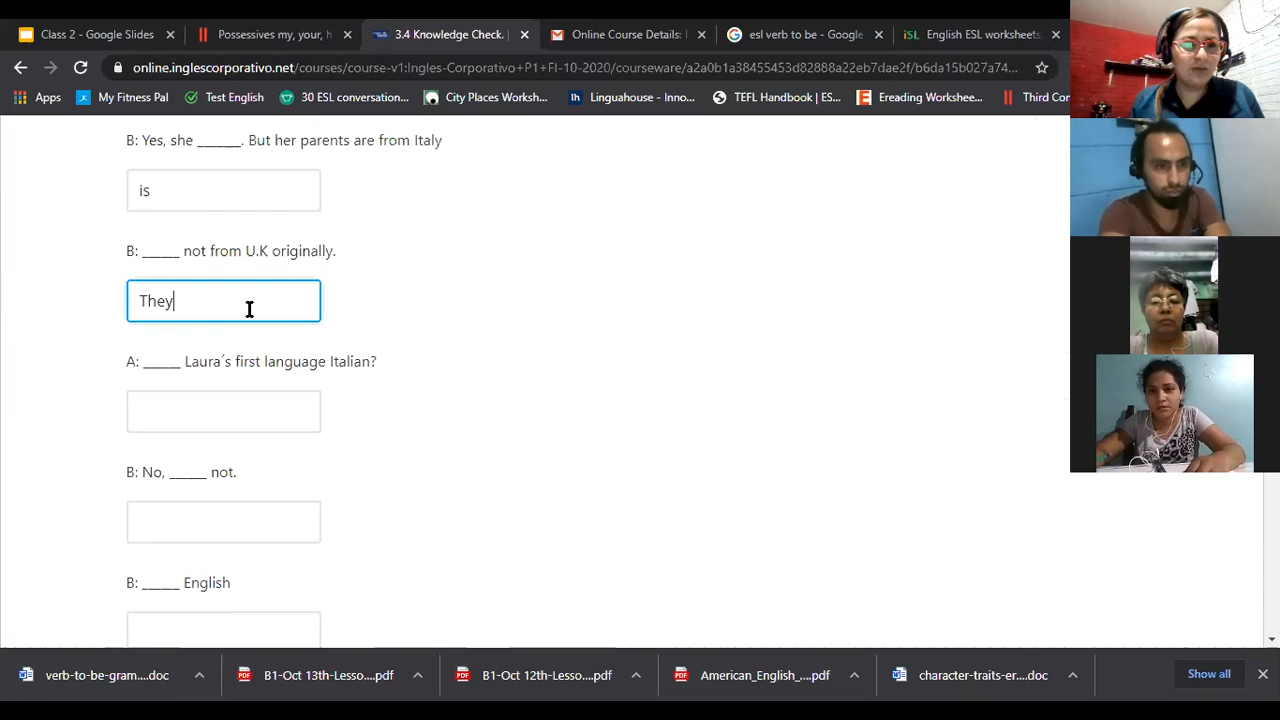 Class 2 - Google Slides
Possessives my, your, h
3.4 Knowledge Check.
Online Course Details: I
esl verb to be - Google
English ESL worksheets,
online.inglescorporativo.net/courses/course-v1:Ingles-Corporativo+P1+FI-10-2020/courseware/a2a0b1a38455453d82888a22eb7dae2f/b6da15b027a74...
Apps
My Fitness Pal
Test English
30 ESL conversation...
City Places Worksh...
Linguahouse - Inno...
TEFL Handbook | ES...
Ereading Workshee...
Third Co
B: Yes, she ______. But her parents are from Italy
is
B: _____ not from U.K originally.
They
A: _____ Laura´s first language Italian?
B: No, _____ not.
B: _____ English
verb-to-be-gram....doc
B1-Oct 13th-Lesso....pdf
B1-Oct 12th-Lesso....pdf
American_English_....pdf
character-traits-er....doc
Show all